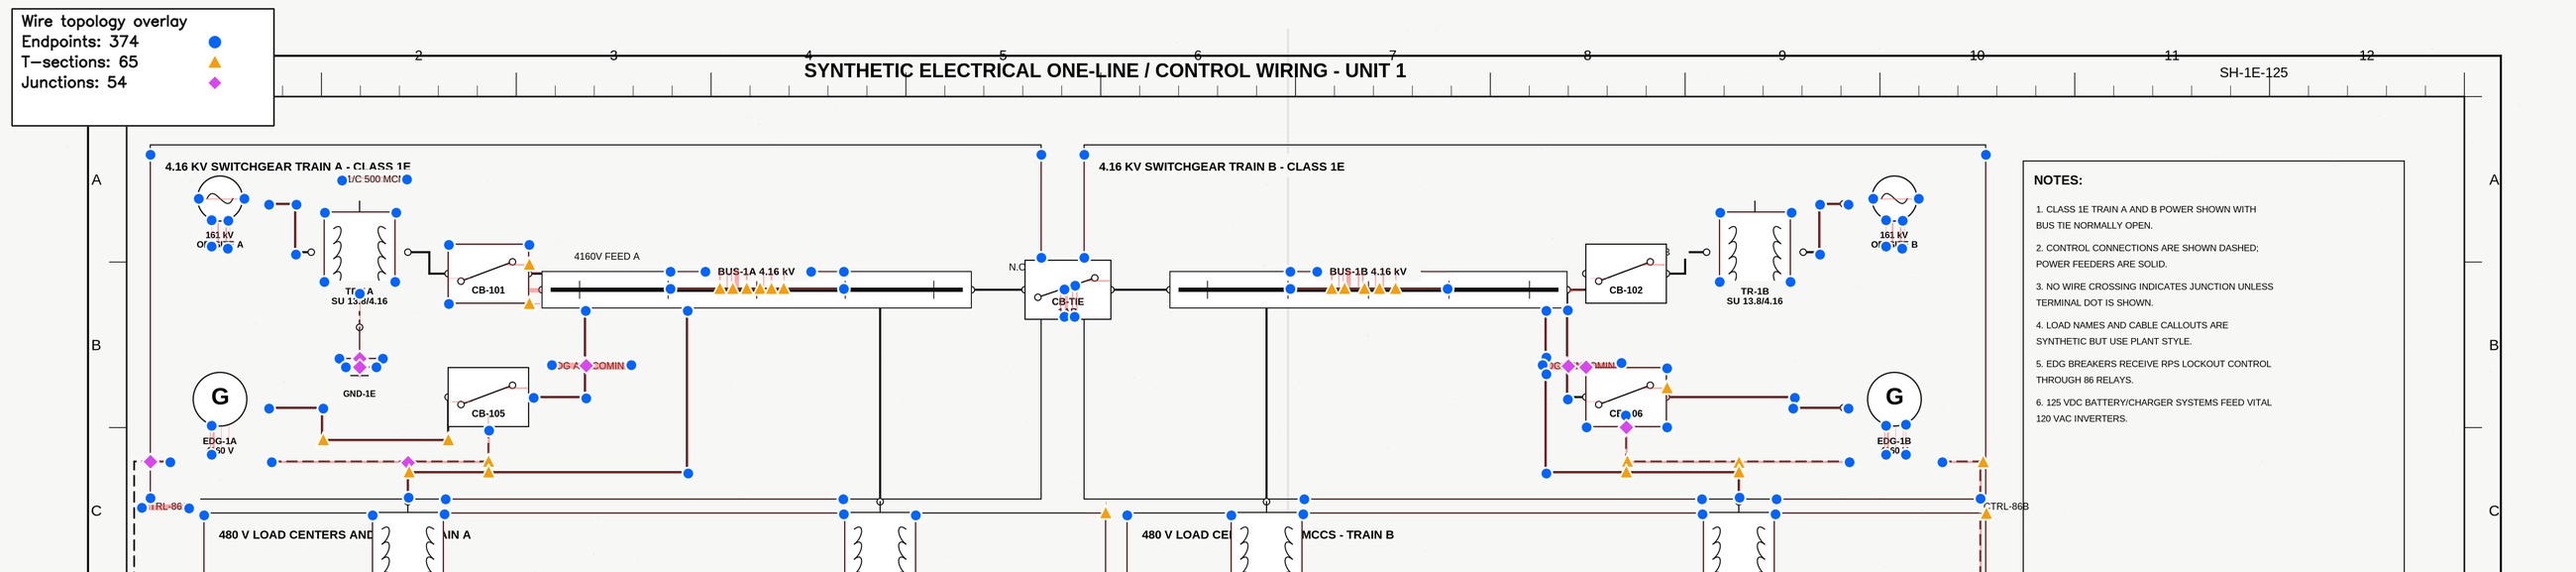 Wire topology overlay
Endpoints: 374
T-sections: 65
Junctions: 54
2 3 4 5 6 7 8 9 10 11 12
SYNTHETIC ELECTRICAL ONE-LINE / CONTROL WIRING - UNIT 1
SH-1E-125
4.16 KV SWITCHGEAR TRAIN A - CLASS 1E
4.16 KV SWITCHGEAR TRAIN B - CLASS 1E
A
A
1/C 500
161 kV
A
161 kV
B
4160V FEED A
BUS-1A 4.16 kV
N.O
BUS-1B 4.16 kV
CB-101
CB-TIE
CB-102
SU 13.8/4.16
TR-1B
SU 13.8/4.16
B
B
GND-1E
G
CB-105
G
EDG-1A
EDG-1B
C
C
480 V LOAD CENTERS AND
A
480 V LOAD
MCCS - TRAIN B
NOTES:
1. CLASS 1E TRAIN A AND B POWER SHOWN WITH
BUS TIE NORMALLY OPEN.
2. CONTROL CONNECTIONS ARE SHOWN DASHED;
POWER FEEDERS ARE SOLID.
3. NO WIRE CROSSING INDICATES JUNCTION UNLESS
TERMINAL DOT IS SHOWN.
4. LOAD NAMES AND CABLE CALLOUTS ARE
SYNTHETIC BUT USE PLANT STYLE.
5. EDG BREAKERS RECEIVE RPS LOCKOUT CONTROL
THROUGH 86 RELAYS.
6. 125 VDC BATTERY/CHARGER SYSTEMS FEED VITAL
120 VAC INVERTERS.